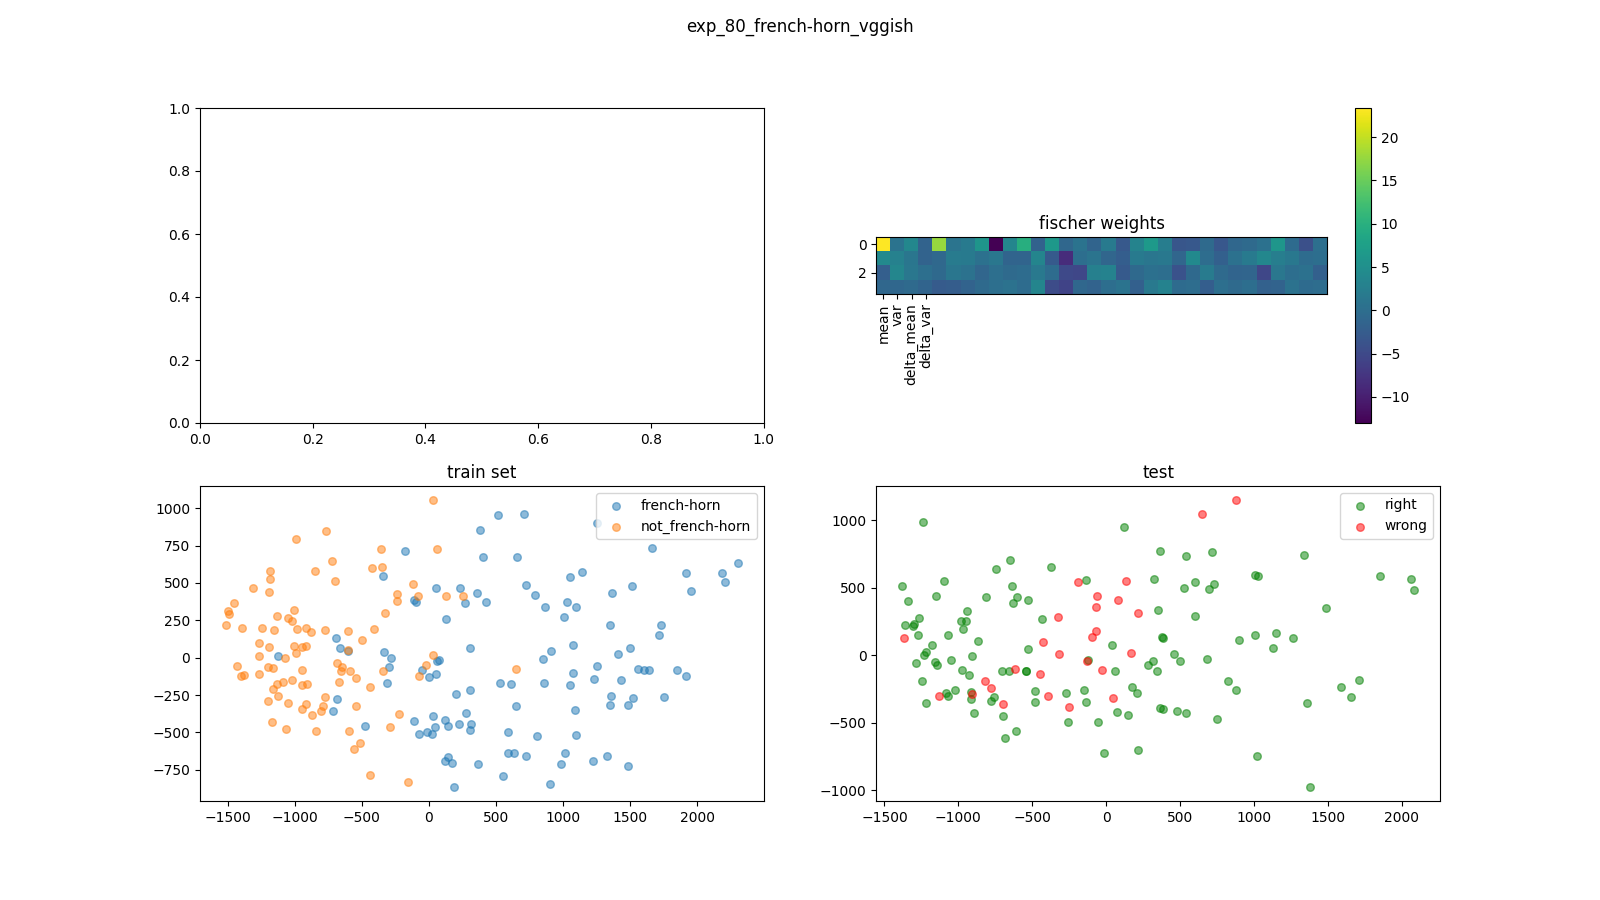 exp_80_french-horn_vggish
1.0
0.8
0.6
0.4
0.2
0.0
0.0 0.2 0.4 0.6 0.8 1.0
fischer weights
0
2
mean
var
delta_mean
delta_var
20
15
10
5
0
−5
−10
train set
french-horn
not_french-horn
1000
750
500
250
0
−250
−500
−750
−1500 −1000 −500 0 500 1000 1500 2000
test
right
wrong
1000
500
0
−500
−1000
−1500 −1000 −500 0 500 1000 1500 2000